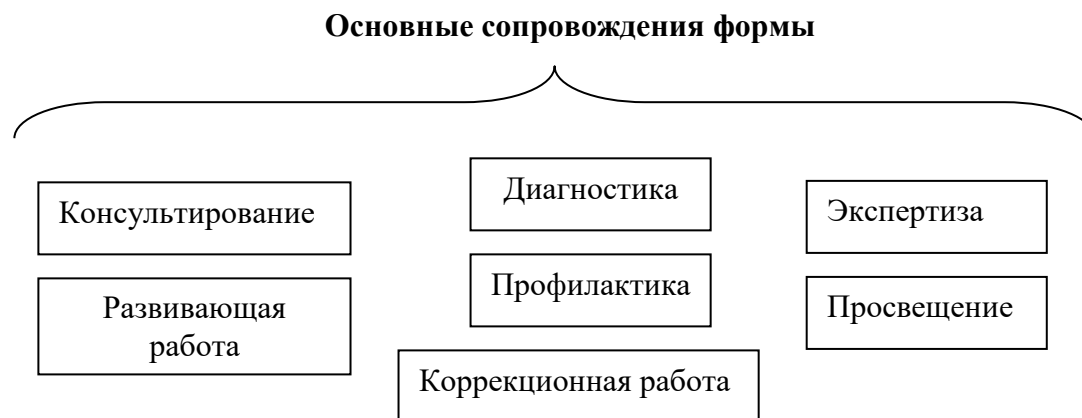 Основные сопровождения формы
Консультирование
Диагностика
Экспертиза
Развивающая
работа
Профилактика
Просвещение
Коррекционная работа